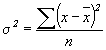 σ² = ∑(x − x̅)² / n